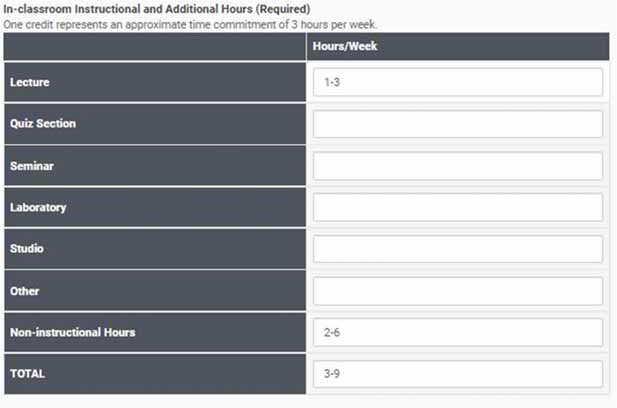 In-classroom Instructional and Additional Hours (Required)
One credit represents an approximate time commitment of 3 hours per week.
Hours/Week
Lecture 1-3
Quiz Section
Seminar
Laboratory
Studio
Other
Non-instructional Hours 2-6
TOTAL 3-9